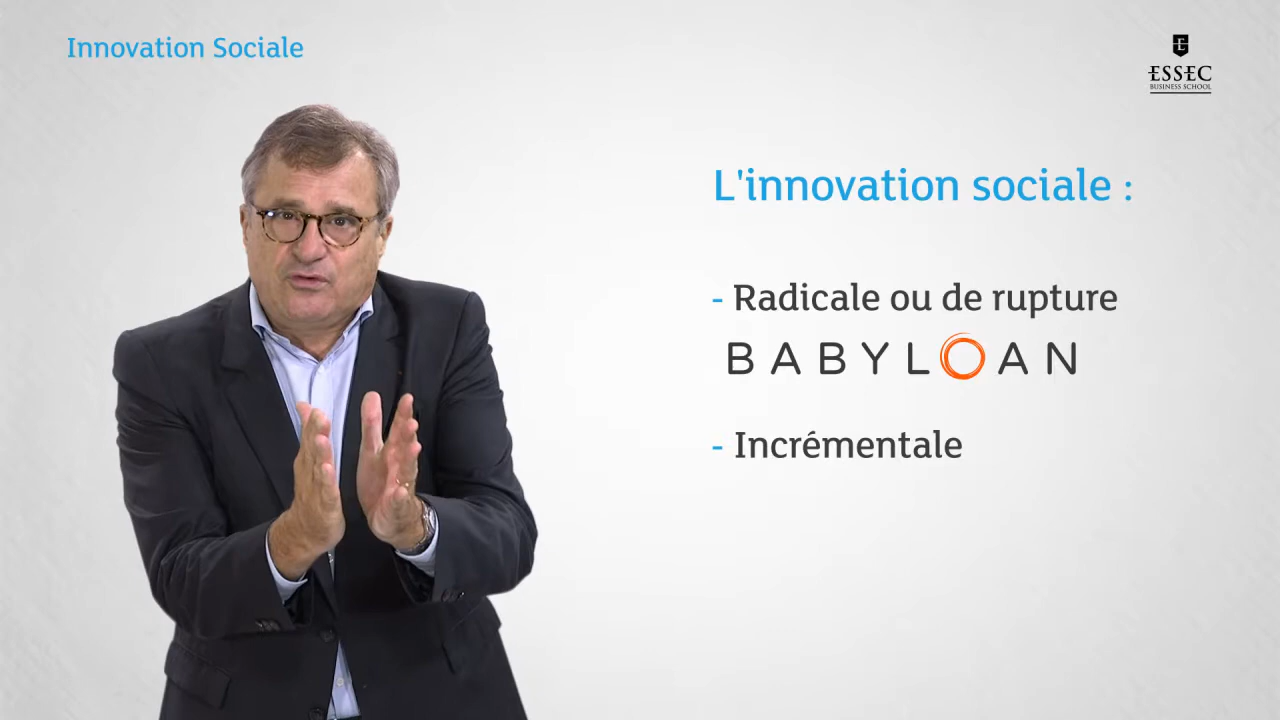 Innovation Sociale
ESSEC
BUSINESS SCHOOL
L'innovation sociale :
- Radicale ou de rupture
BABYLOAN
- Incrémentale